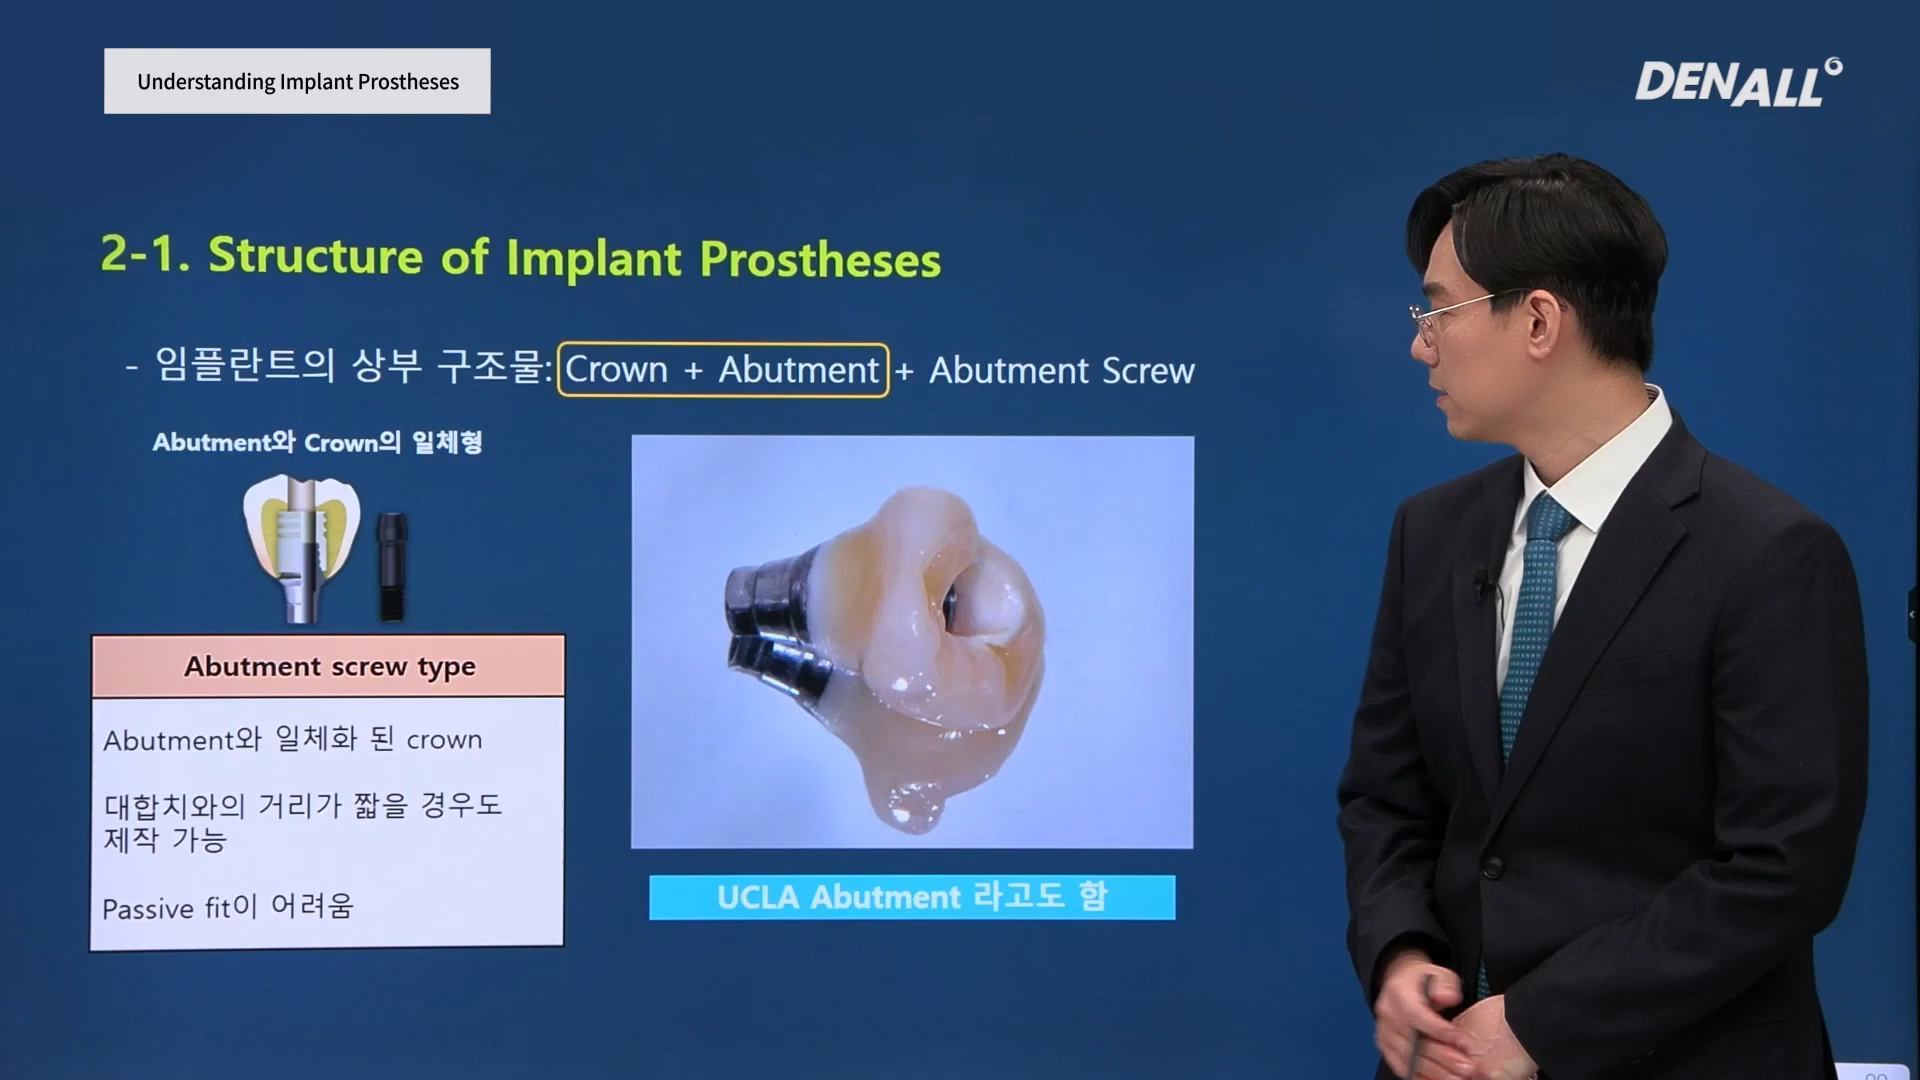 Understanding Implant Prostheses
DENALL
2-1. Structure of Implant Prostheses
- 임플란트의 상부 구조물: Crown + Abutment + Abutment Screw
Abutment와 Crown의 일체형
Abutment screw type
Abutment와 일체화 된 crown
대합치와의 거리가 짧을 경우도
제작 가능
Passive fit이 어려움
UCLA Abutment 라고도 함